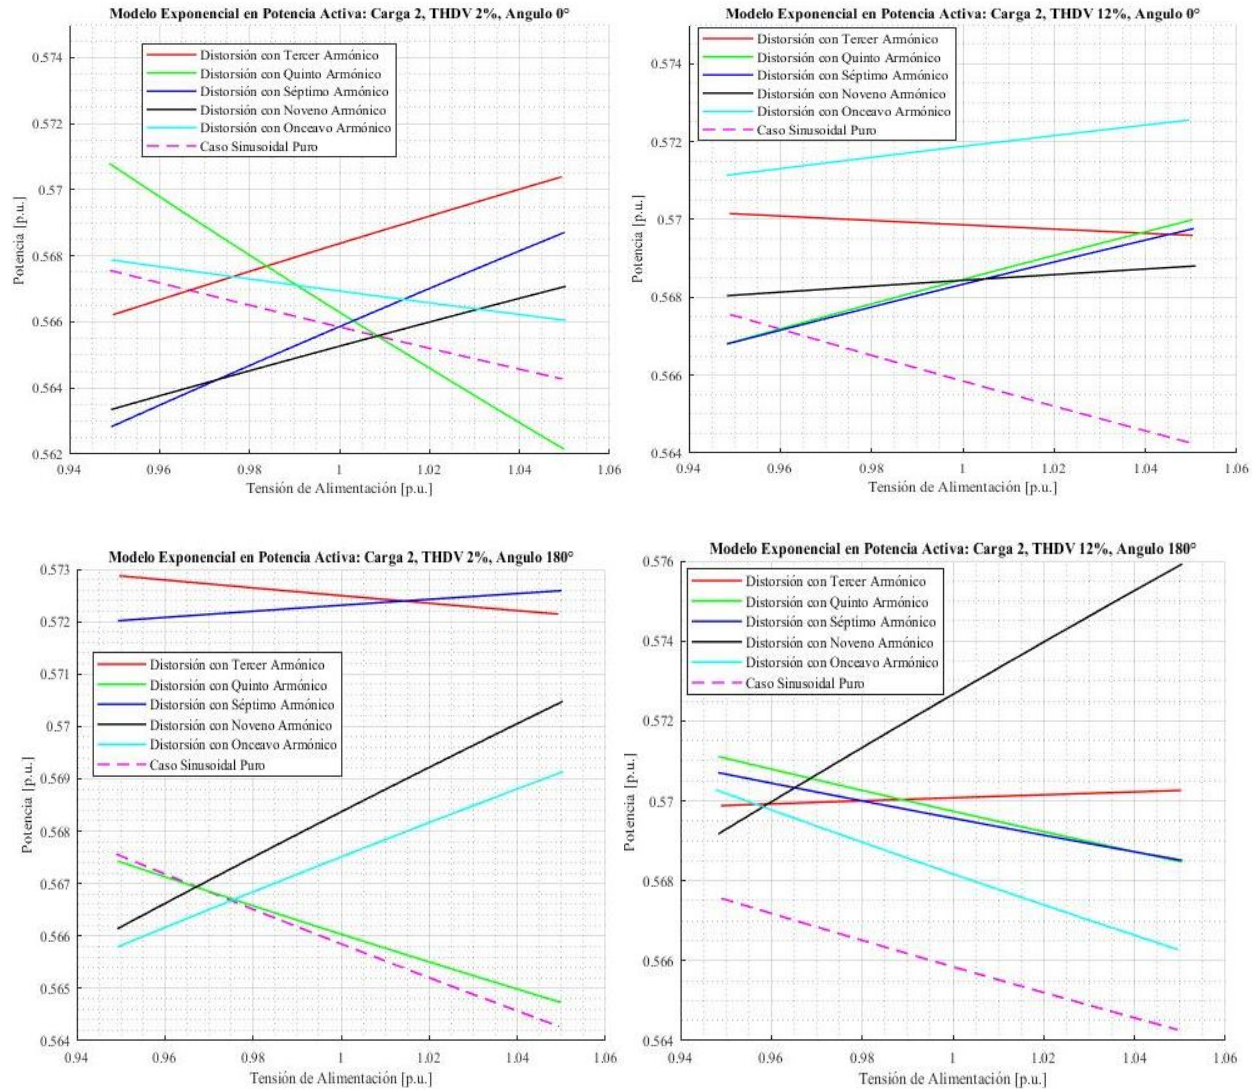 Modelo Exponencial en Potencia Activa: Carga 2, THDV 2%, Angulo 0°
0.574
0.572
0.57
0.568
0.566
0.564
0.562
Potencia [p.u.]
Distorsión con Tercer Armónico
Distorsión con Quinto Armónico
Distorsión con Séptimo Armónico
Distorsión con Noveno Armónico
Distorsión con Onceavo Armónico
Caso Sinusoidal Puro
0.94 0.96 0.98 1 1.02 1.04 1.06
Tensión de Alimentación [p.u.]
Modelo Exponencial en Potencia Activa: Carga 2, THDV 12%, Angulo 0°
0.574
0.572
0.57
0.568
0.566
0.564
Potencia [p.u.]
Distorsión con Tercer Armónico
Distorsión con Quinto Armónico
Distorsión con Séptimo Armónico
Distorsión con Noveno Armónico
Distorsión con Onceavo Armónico
Caso Sinusoidal Puro
0.94 0.96 0.98 1 1.02 1.04 1.06
Tensión de Alimentación [p.u.]
Modelo Exponencial en Potencia Activa: Carga 2, THDV 2%, Angulo 180°
0.573
0.572
0.571
0.57
0.569
0.568
0.567
0.566
0.565
0.564
Potencia [p.u.]
Distorsión con Tercer Armónico
Distorsión con Quinto Armónico
Distorsión con Séptimo Armónico
Distorsión con Noveno Armónico
Distorsión con Onceavo Armónico
Caso Sinusoidal Puro
0.94 0.96 0.98 1 1.02 1.04 1.06
Tensión de Alimentación [p.u.]
Modelo Exponencial en Potencia Activa: Carga 2, THDV 12%, Angulo 180°
0.576
0.574
0.572
0.57
0.568
0.566
0.564
Potencia [p.u.]
Distorsión con Tercer Armónico
Distorsión con Quinto Armónico
Distorsión con Séptimo Armónico
Distorsión con Noveno Armónico
Distorsión con Onceavo Armónico
Caso Sinusoidal Puro
0.94 0.96 0.98 1 1.02 1.04 1.06
Tensión de Alimentación [p.u.]